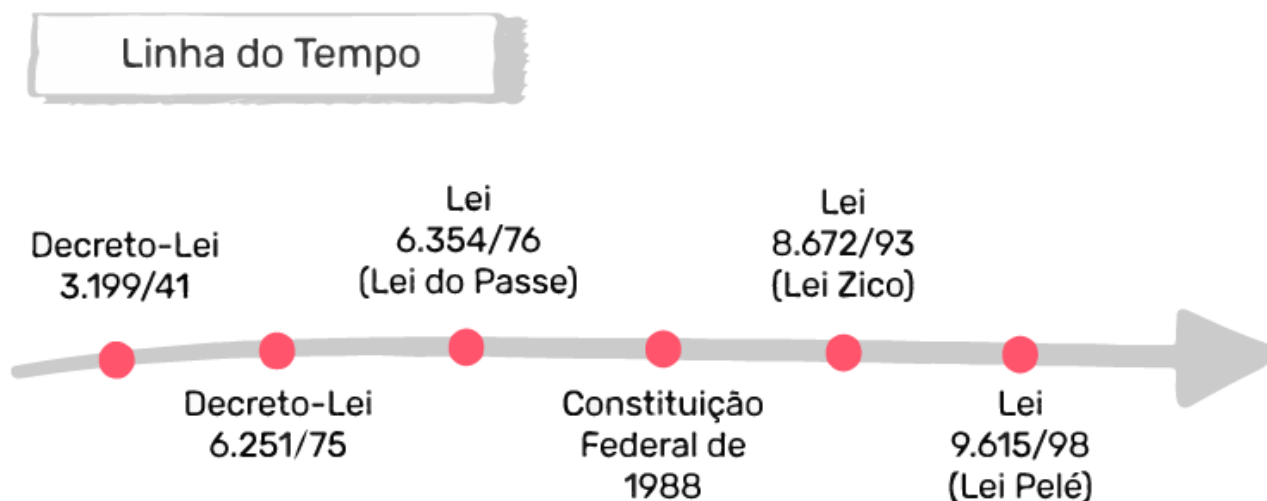 Linha do Tempo
Decreto-Lei
3.199/41
Decreto-Lei
6.251/75
Lei
6.354/76
(Lei do Passe)
Constituição
Federal de
1988
Lei
8.672/93
(Lei Zico)
Lei
9.615/98
(Lei Pelé)